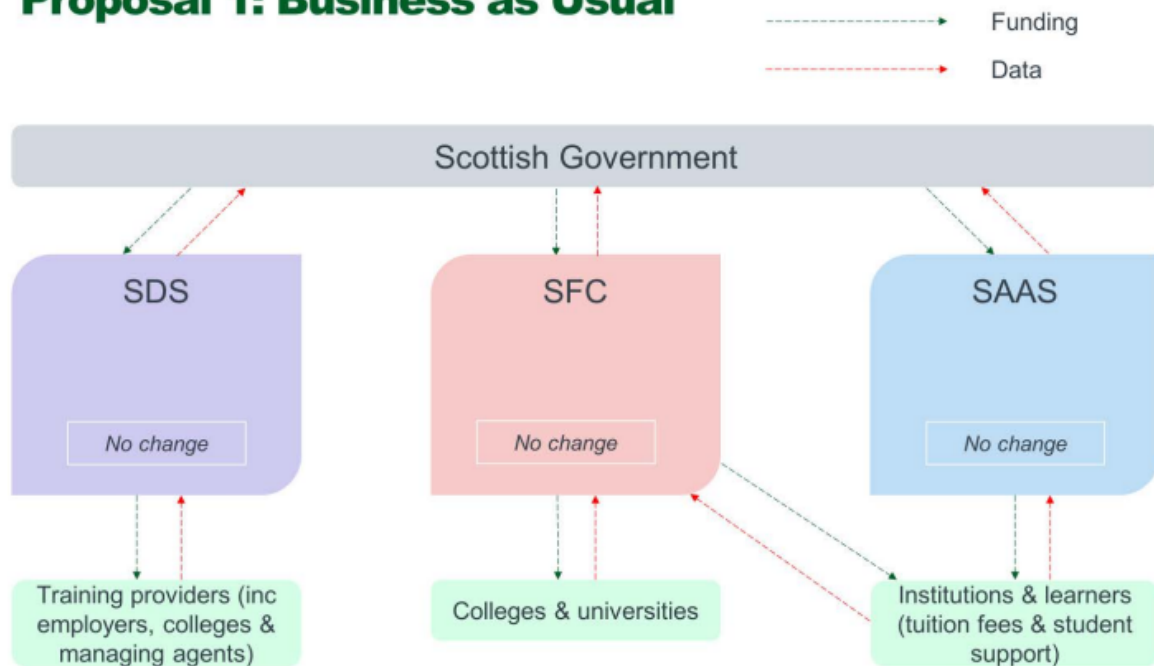 Proposal 1: Business as Usual
Funding
Data
Scottish Government
SDS
SFC
SAAS
No change
No change
No change
Training providers (inc
employers, colleges &
managing agents)
Colleges & universities
Institutions & learners
(tuition fees & student
support)